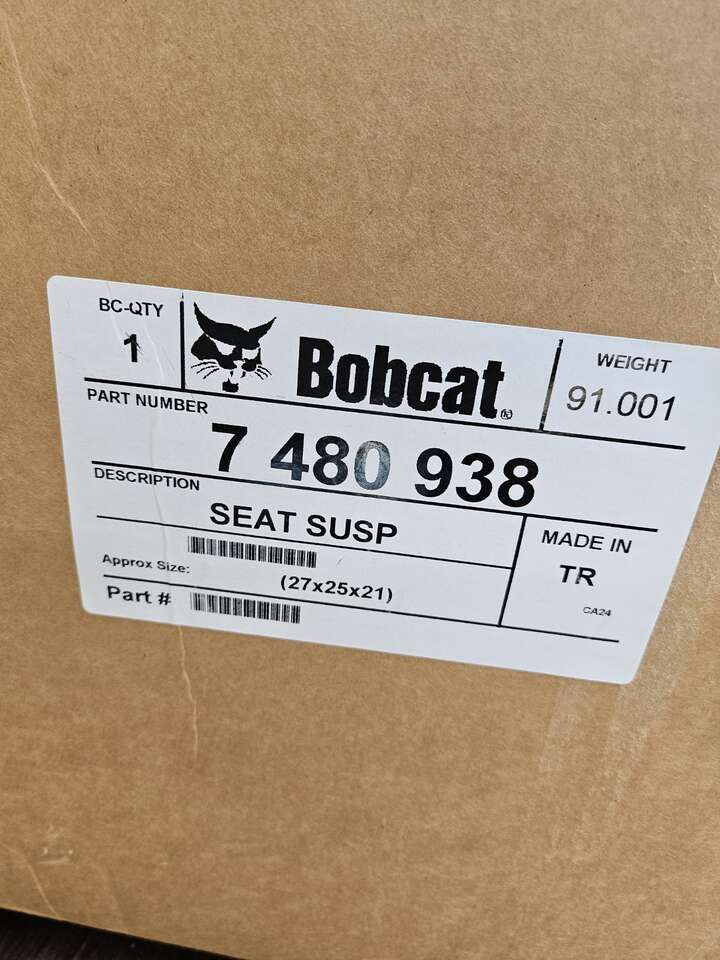 BC-QTY
1
Bobcat®
WEIGHT
91.001
PART NUMBER
7 480 938
DESCRIPTION
SEAT SUSP
MADE IN
TR
Approx Size:
(27x25x21)
CA24
Part #